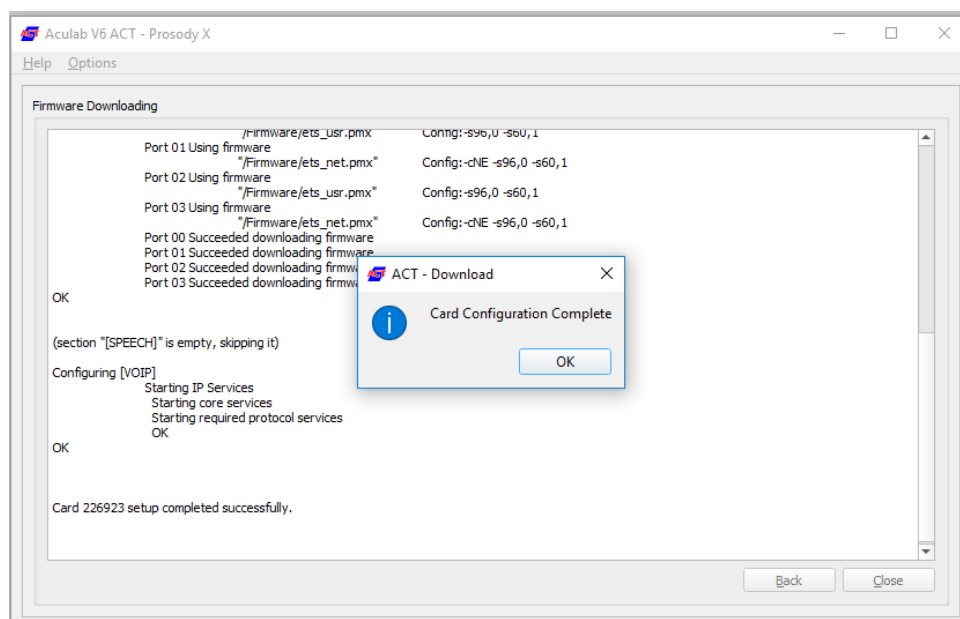 Aculab V6 ACT - Prosody X
Help Options
Firmware Downloading
"/Firmware/ets_usr.pmx" Config:-s96,0 -s60,1
Port 01 Using firmware
"/Firmware/ets_net.pmx" Config:-cNE -s96,0 -s60,1
Port 02 Using firmware
"/Firmware/ets_usr.pmx" Config:-s96,0 -s60,1
Port 03 Using firmware
"/Firmware/ets_net.pmx" Config:-cNE -s96,0 -s60,1
Port 00 Succeeded downloading firmware
Port 01 Succeeded downloading firmware
Port 02 Succeeded downloading firmw
Port 03 Succeeded downloading firmw
OK
(section "[SPEECH]" is empty, skipping it)
Configuring [VOIP]
Starting IP Services
Starting core services
Starting required protocol services
OK
OK
Card 226923 setup completed successfully.
ACT - Download
Card Configuration Complete
OK
Back Close